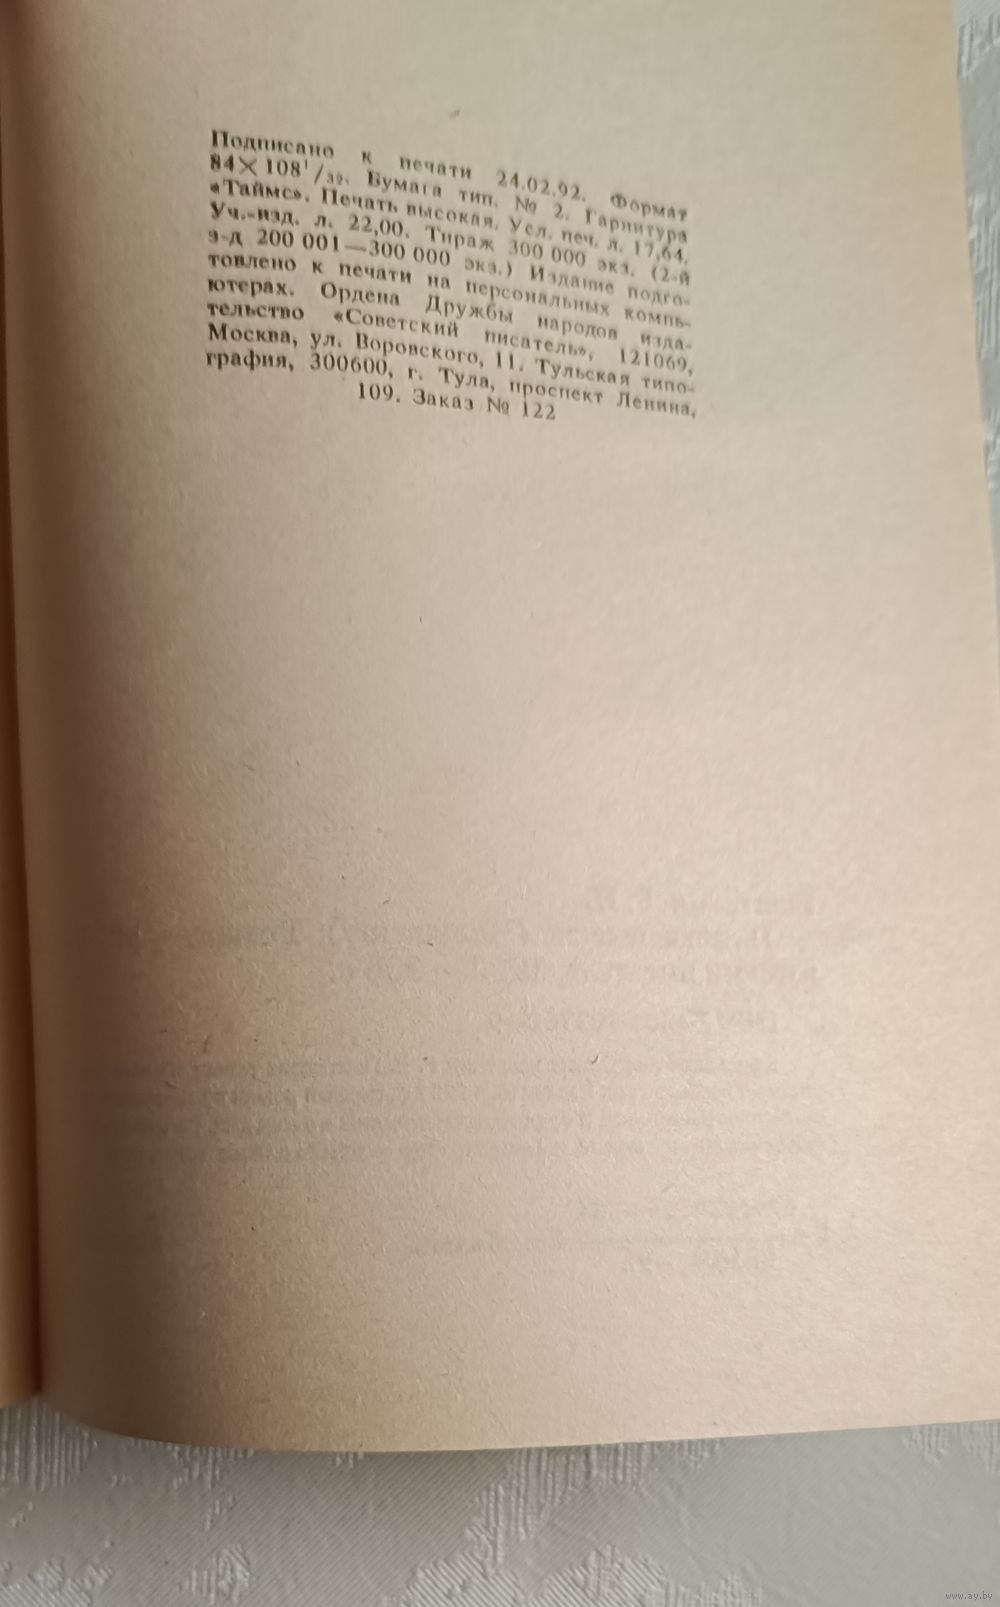 Подписано к печати 24.02.92. Формат
84×108¹/₃₂. Бумага тип. № 2. Гарнитура
«Таймс». Печать высокая. Усл. печ. л. 17,64.
Уч.-изд. л. 22,00. Тираж 300 000 экз. (2-й
з-д 200 001—300 000 экз.) Издание подго-
товлено к печати на персональных компь-
ютерах. Ордена Дружбы народов изда-
тельство «Советский писатель», 121069,
Москва, ул. Воровского, 11. Тульская типо-
графия, 300600, г. Тула, проспект Ленина,
109. Заказ № 122
www.ay.by